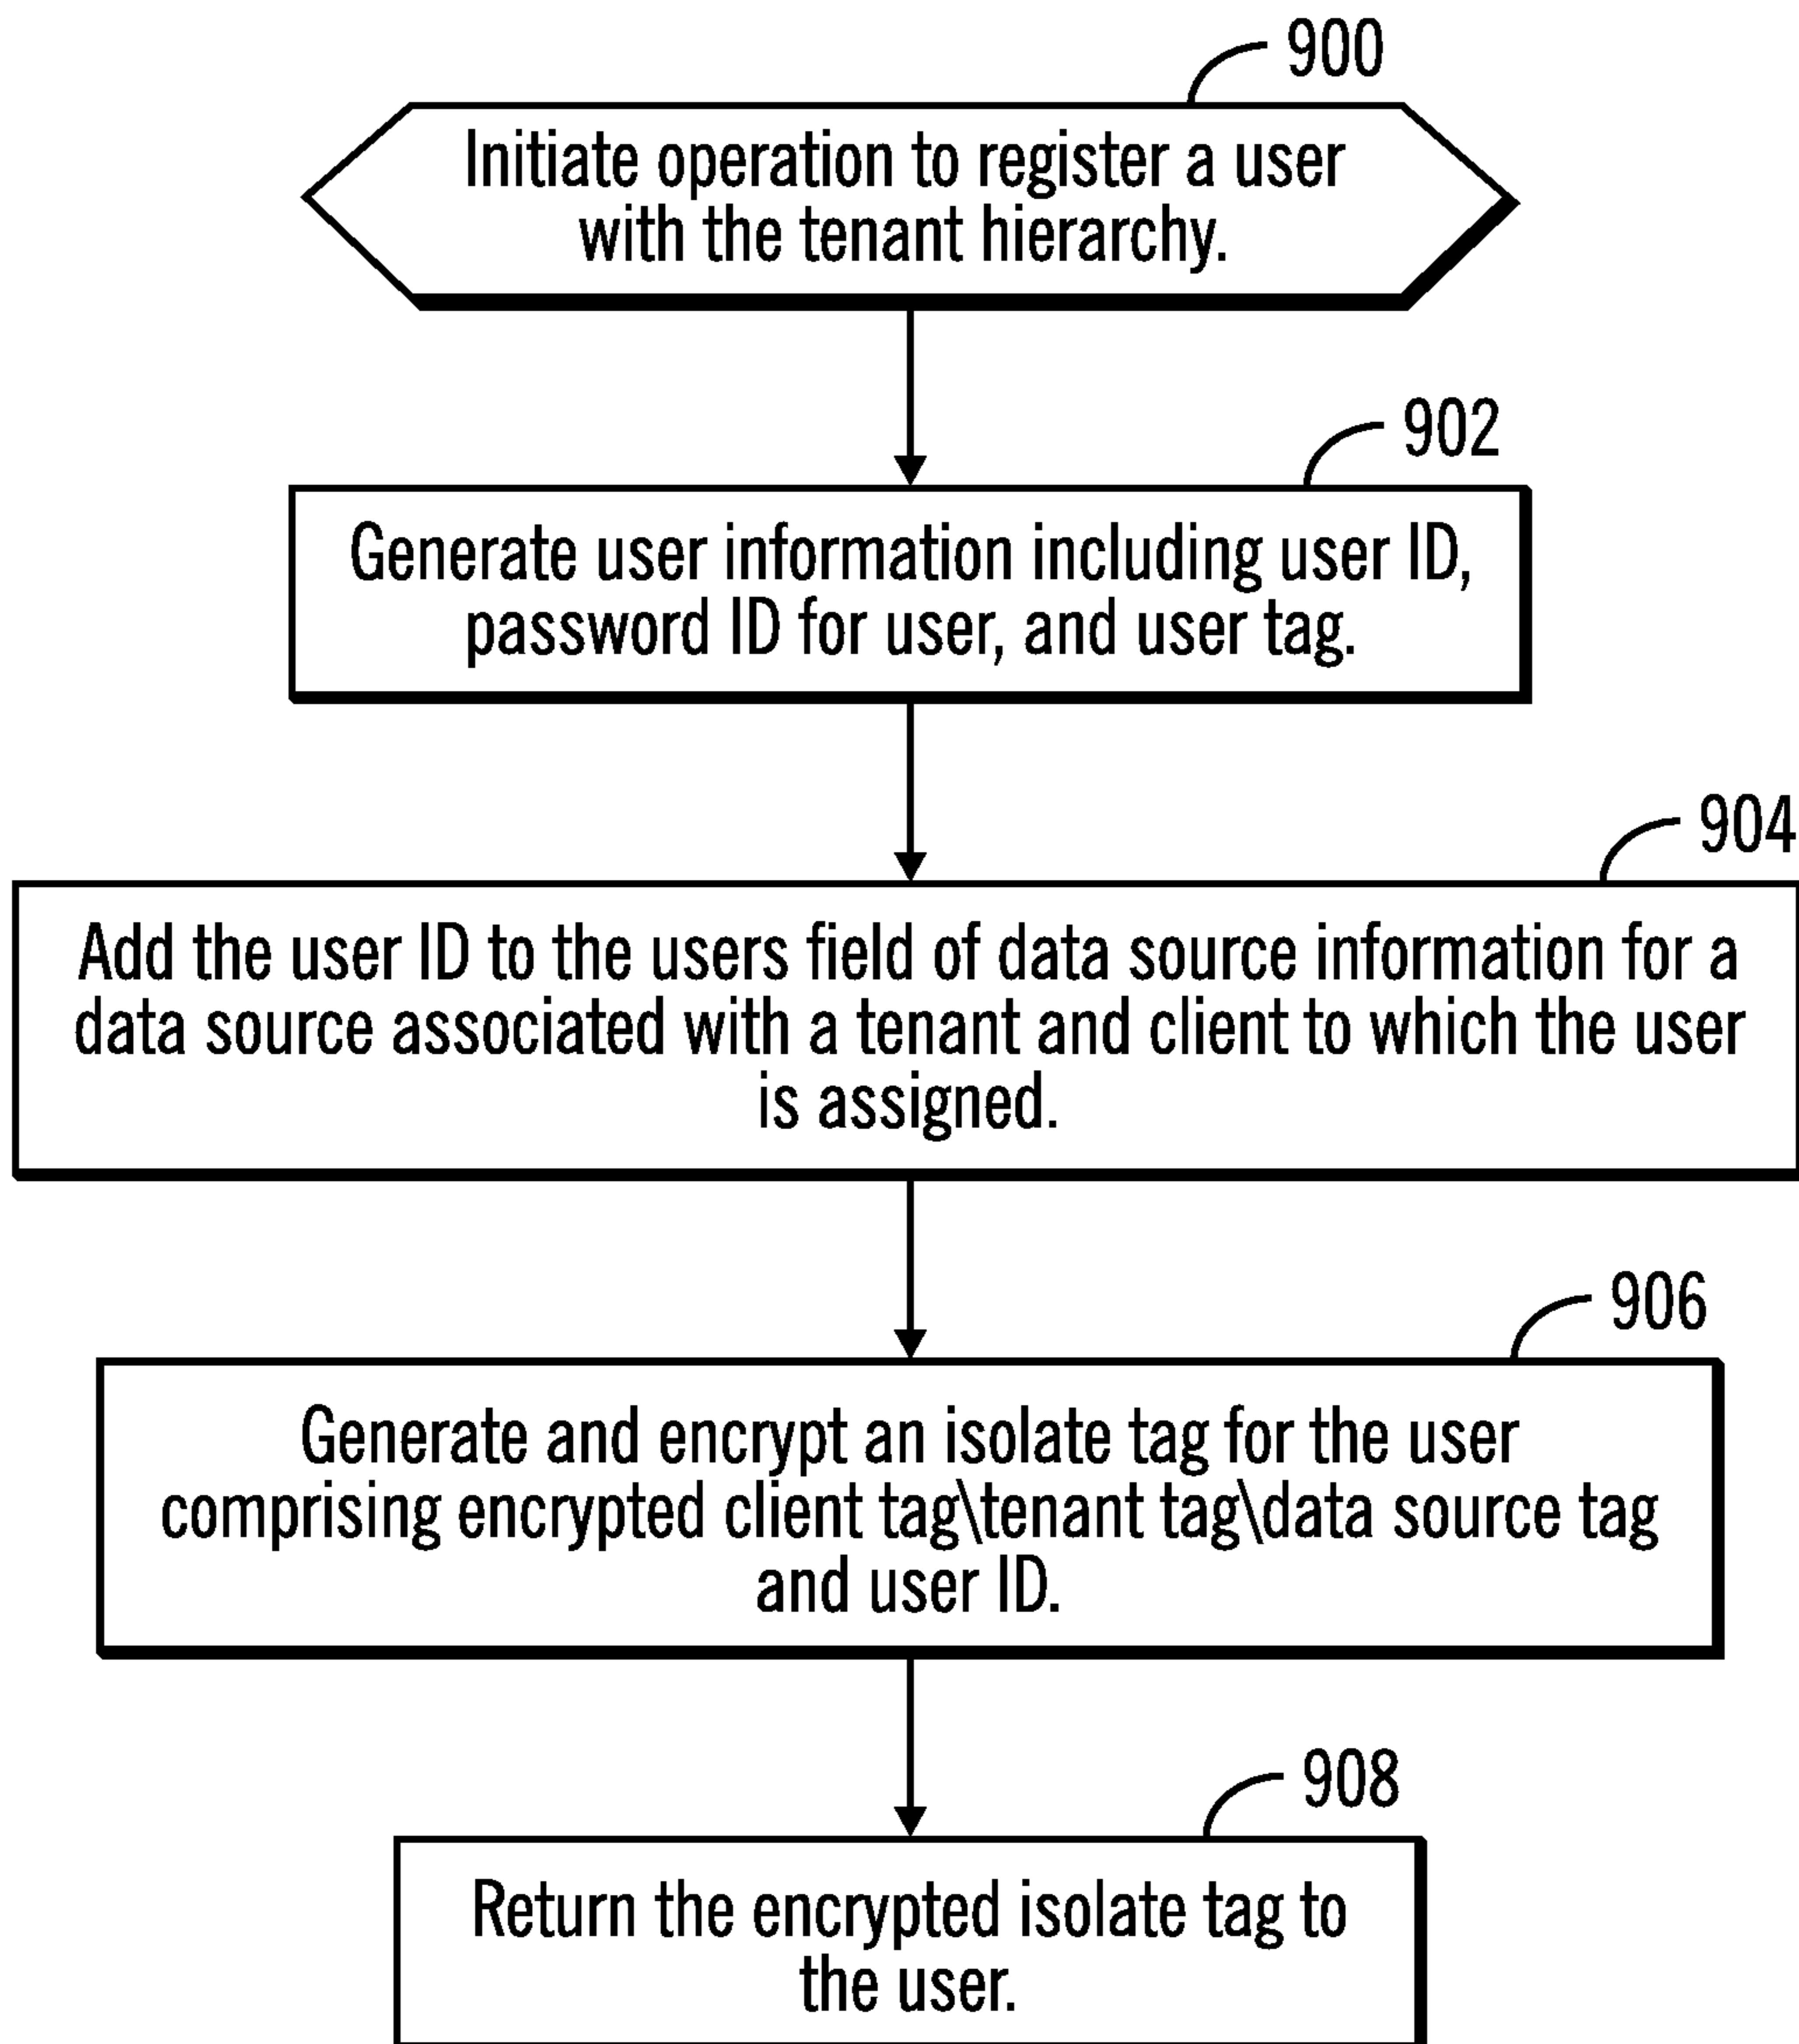 900
Initiate operation to register a user
with the tenant hierarchy.
902
Generate user information including user ID,
password ID for user, and user tag.
904
Add the user ID to the users field of data source information for a
data source associated with a tenant and client to which the user
is assigned.
906
Generate and encrypt an isolate tag for the user
comprising encrypted client tag\tenant tag\data source tag
and user ID.
908
Return the encrypted isolate tag to
the user.